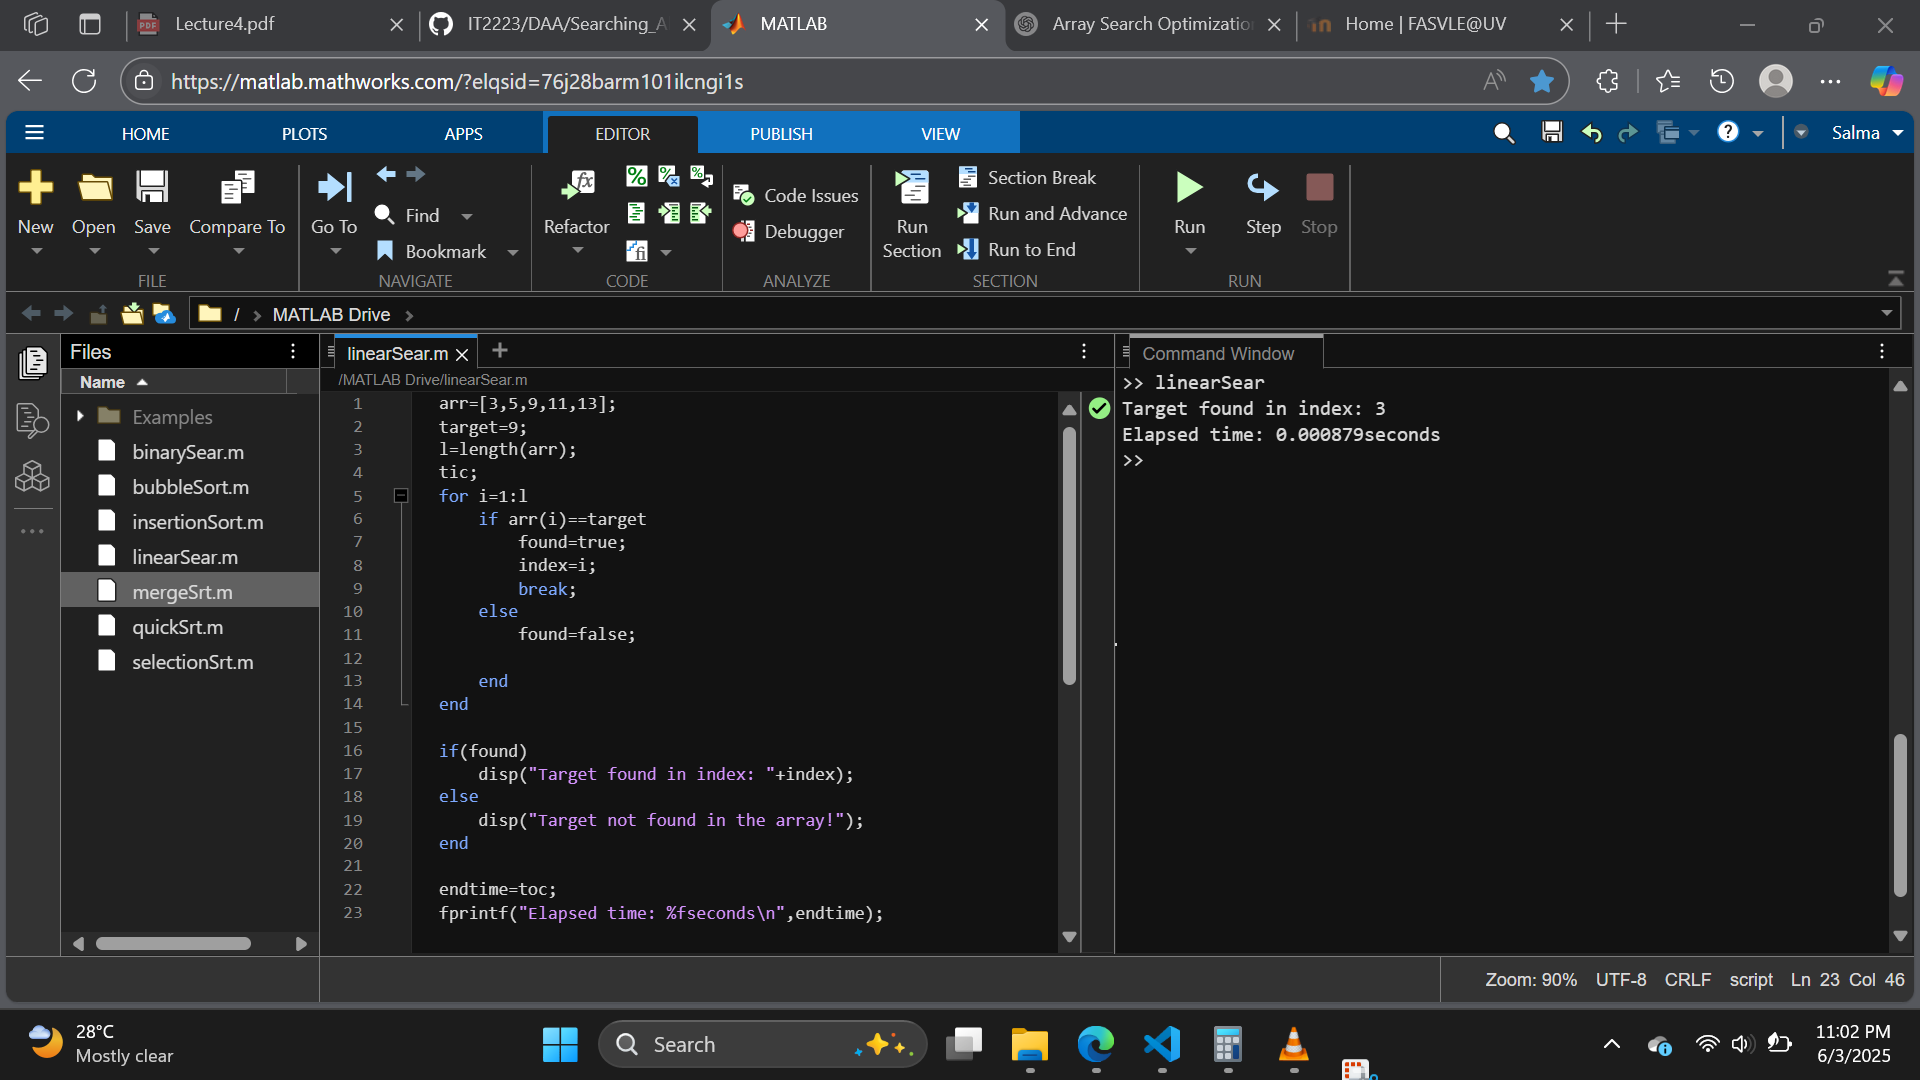 Lecture4.pdf
IT2223/DAA/Searching_A
MATLAB
Array Search Optimizatio
Home | FASVLE@UV
https://matlab.mathworks.com/?elqsid=76j28barm101ilcngi1s
HOME
PLOTS
APPS
EDITOR
PUBLISH
VIEW
Salma
New
Open
Save
Compare To
FILE
Go To
Find
Bookmark
NAVIGATE
Refactor
CODE
Code Issues
Debugger
ANALYZE
Run Section
Section Break
Run and Advance
Run to End
SECTION
Run
Step
Stop
RUN
/ > MATLAB Drive >
Files
Name
Examples
binarySear.m
bubbleSort.m
insertionSort.m
linearSear.m
mergeSrt.m
quickSrt.m
selectionSrt.m
linearSear.m
/MATLAB Drive/linearSear.m
1 arr=[3,5,9,11,13];
2 target=9;
3 l=length(arr);
4 tic;
5 for i=1:l
6 if arr(i)==target
7 found=true;
8 index=i;
9 break;
10 else
11 found=false;
12
13 end
14 end
15
16 if(found)
17 disp("Target found in index: "+index);
18 else
19 disp("Target not found in the array!");
20 end
21
22 endtime=toc;
23 fprintf("Elapsed time: %fseconds\n",endtime);
Command Window
>> linearSear
Target found in index: 3
Elapsed time: 0.000879seconds
>>
Zoom: 90% UTF-8 CRLF script Ln 23 Col 46
28°C
Mostly clear
Search
11:02 PM
6/3/2025